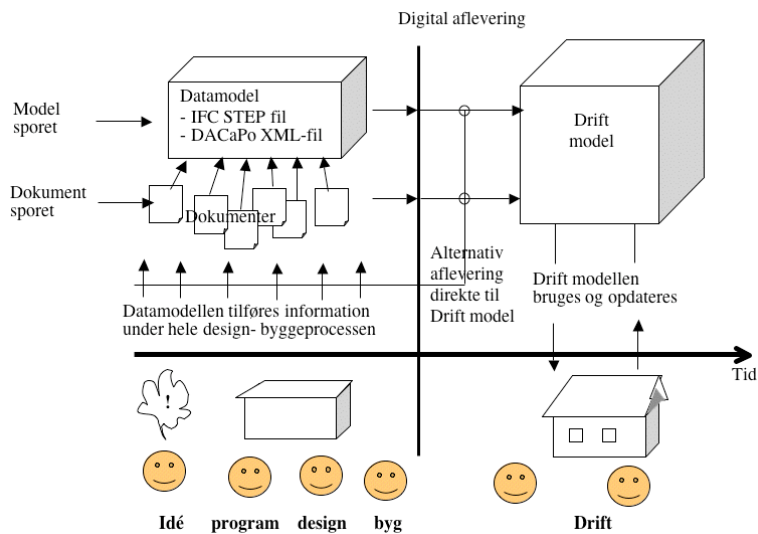 Digital aflevering
Model
sporet
Datamodel
- IFC STEP fil
- DACaPo XML-fil
Drift
model
Dokument
sporet
Dokumenter
Alternativ
aflevering
direkte til
Drift model
Drift modellen
bruges og opdateres
Datamodellen tilføres information
under hele design- byggeprocessen
Tid
!
Idé program design byg Drift